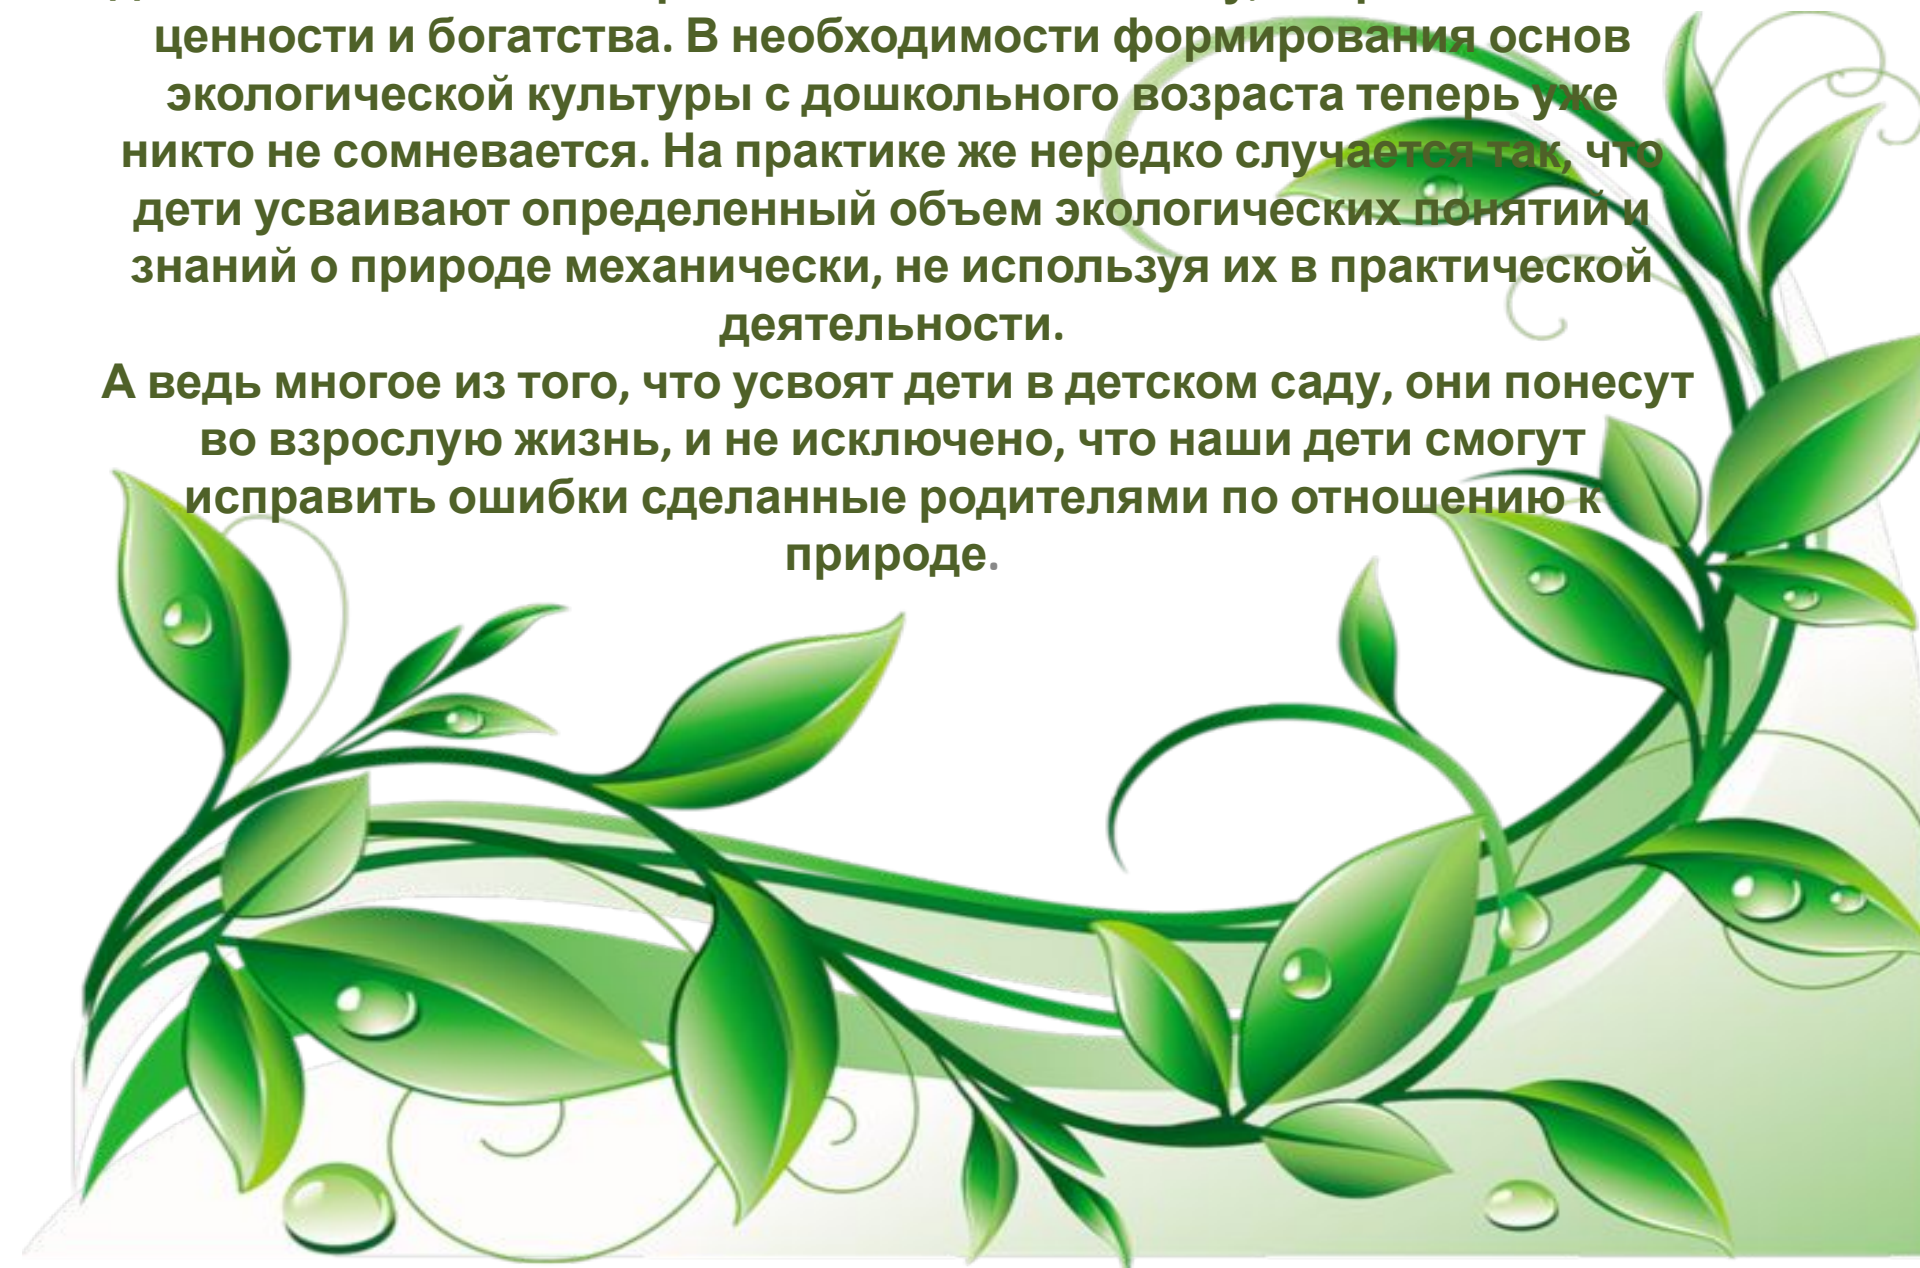 ценности и богатства. В необходимости формирования основ
экологической культуры с дошкольного возраста теперь уже
никто не сомневается. На практике же нередко случается так, что
дети усваивают определенный объем экологических понятий и
знаний о природе механически, не используя их в практической
деятельности.
А ведь многое из того, что усвоят дети в детском саду, они понесут
во взрослую жизнь, и не исключено, что наши дети смогут
исправить ошибки сделанные родителями по отношению к
природе.